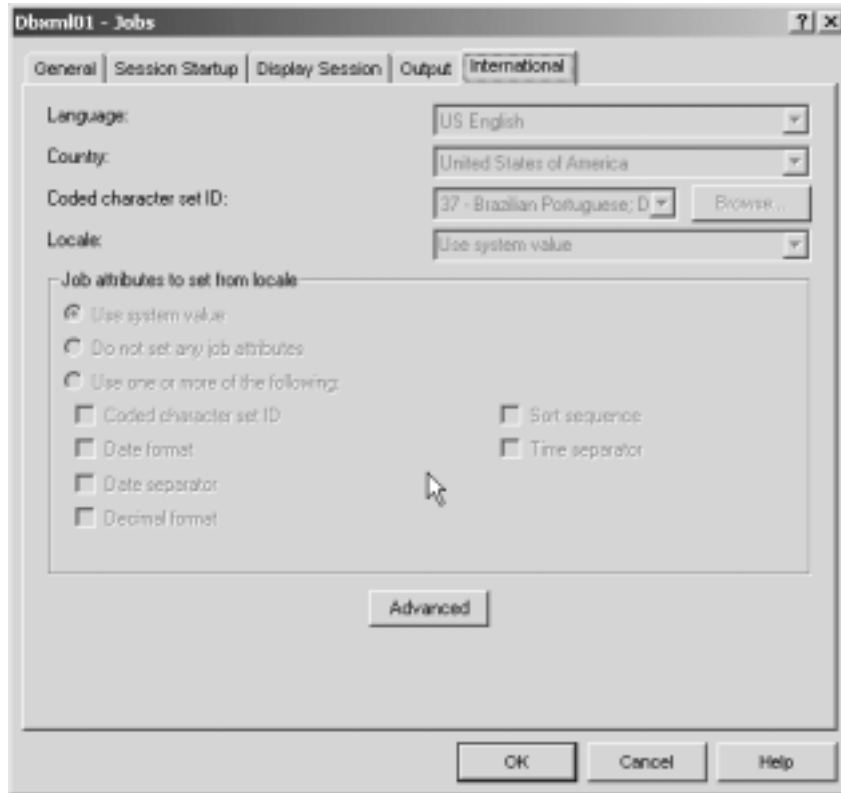 Dbxml01 - Jobs
General Session Startup Display Session Output International
Language: US English
Country: United States of America
Coded character set ID: 37 - Brazilian Portuguese; D Browse...
Locale: Use system value
Job attributes to set from locale
Use system value
Do not set any job attributes
Use one or more of the following:
Coded character set ID Sort sequence
Date format Time separator
Date separator
Decimal format
Advanced
OK Cancel Help